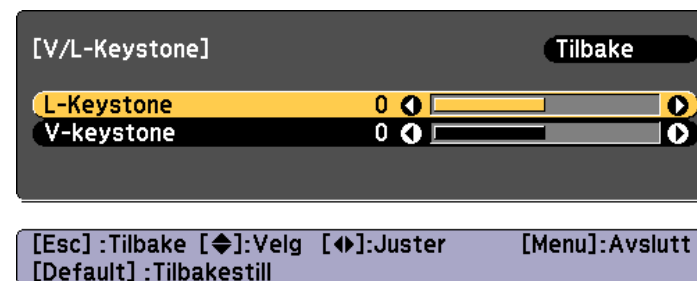 [V/L-Keystone] Tilbake
L-Keystone 0
V-keystone 0
[Esc] :Tilbake [◆]:Velg [◀▶]:Juster [Menu]:Avslutt
[Default] :Tilbakestill